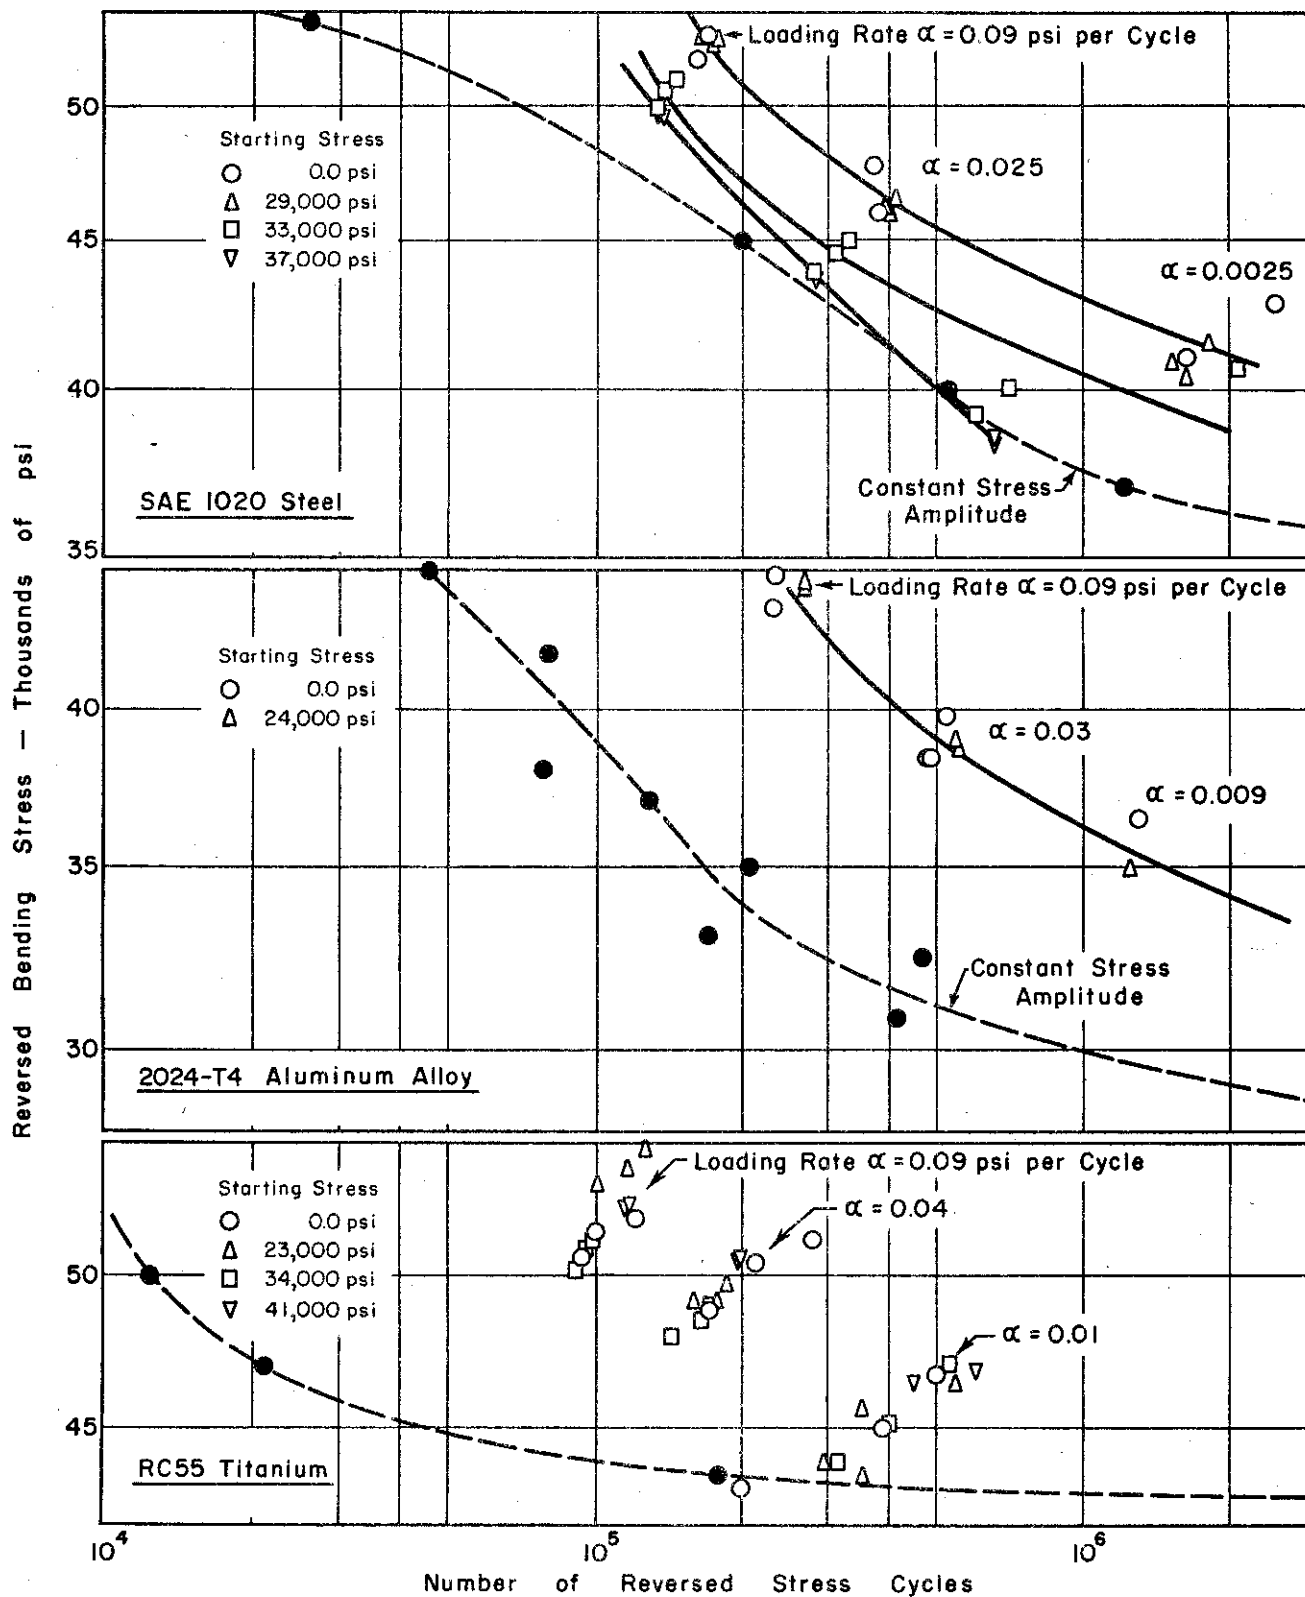 Loading Rate α = 0.09 psi per Cycle
50
Starting Stress
0.0 psi
29,000 psi
33,000 psi
37,000 psi
α = 0.025
45
α = 0.0025
40
Constant Stress
Amplitude
SAE 1020 Steel
35
Loading Rate α = 0.09 psi per Cycle
Starting Stress
0.0 psi
24,000 psi
40
α = 0.03
α = 0.009
35
Constant Stress
Amplitude
30
2024-T4 Aluminum Alloy
Reversed Bending Stress — Thousands of psi
Loading Rate α = 0.09 psi per Cycle
Starting Stress
0.0 psi
23,000 psi
34,000 psi
41,000 psi
α = 0.04
50
α = 0.01
45
RC55 Titanium
10⁴ 10⁵ 10⁶
Number of Reversed Stress Cycles